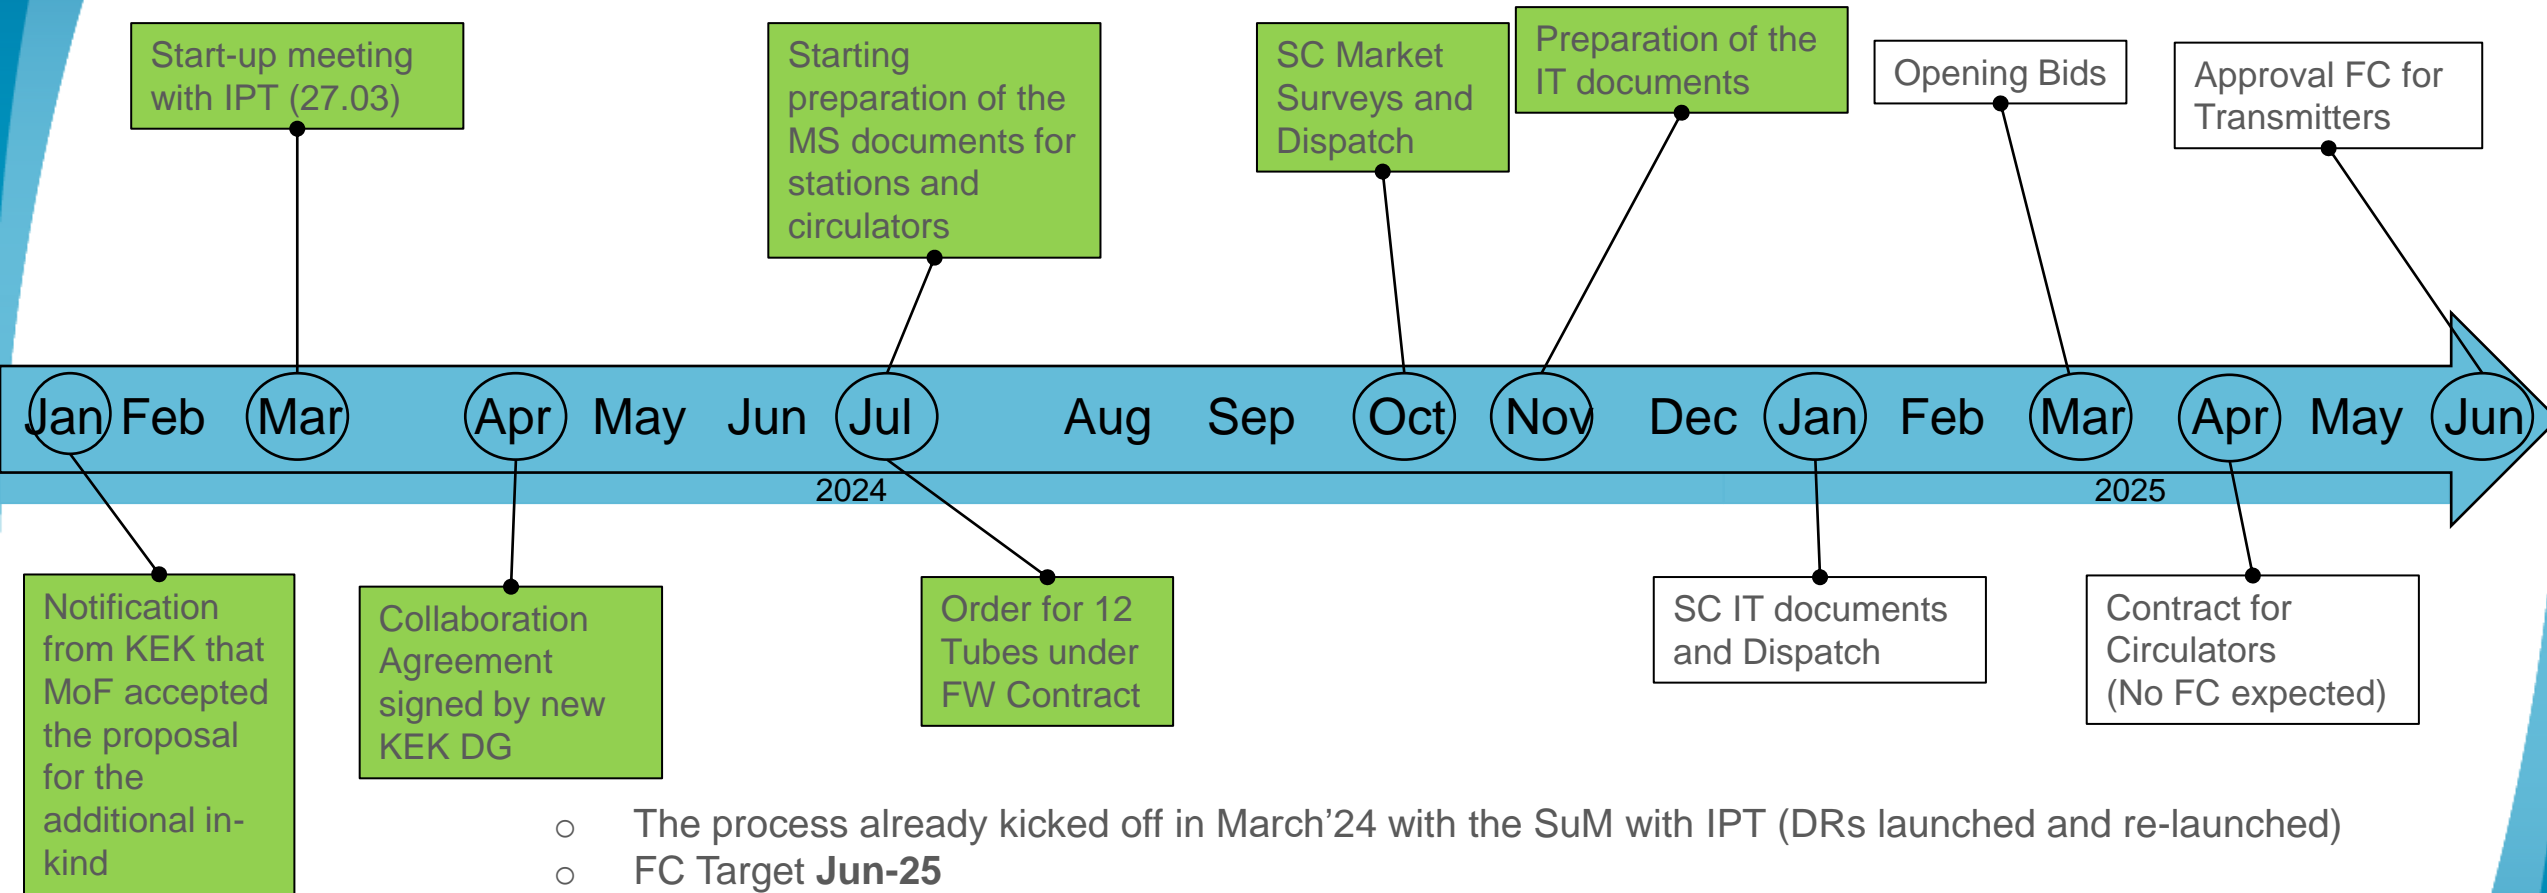 Start-up meeting
with IPT (27.03)
Starting
preparation of the
MS documents for
stations and
circulators
SC Market
Surveys and
Dispatch
Preparation of the
IT documents
Opening Bids
Approval FC for
Transmitters
Jan Feb Mar Apr May Jun Jul Aug Sep Oct Nov Dec Jan Feb Mar Apr May Jun
2024 2025
Notification
from KEK that
MoF accepted
the proposal
for the
additional in-
kind
Collaboration
Agreement
signed by new
KEK DG
Order for 12
Tubes under
FW Contract
SC IT documents
and Dispatch
Contract for
Circulators
(No FC expected)
o The process already kicked off in March'24 with the SuM with IPT (DRs launched and re-launched)
o FC Target Jun-25